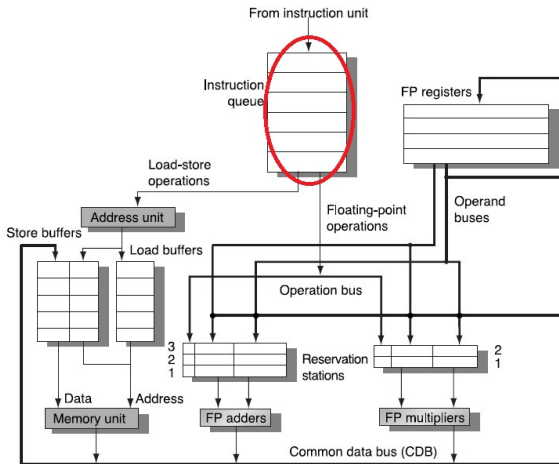 From instruction unit
Instruction
queue
FP registers
Load-store
operations
Address unit
Floating-point
operations
Operand
buses
Store buffers
Load buffers
Operation bus
3
2
1
Reservation
stations
2
1
Data
Address
Memory unit
FP adders
FP multipliers
Common data bus (CDB)